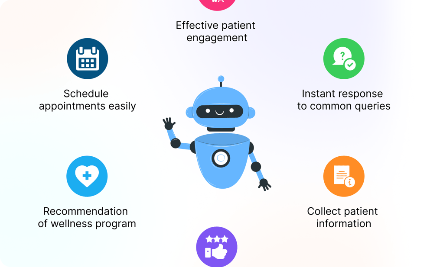 Effective patient
engagement
Schedule
appointments easily
Instant response
to common queries
Recommendation
of wellness program
Collect patient
information